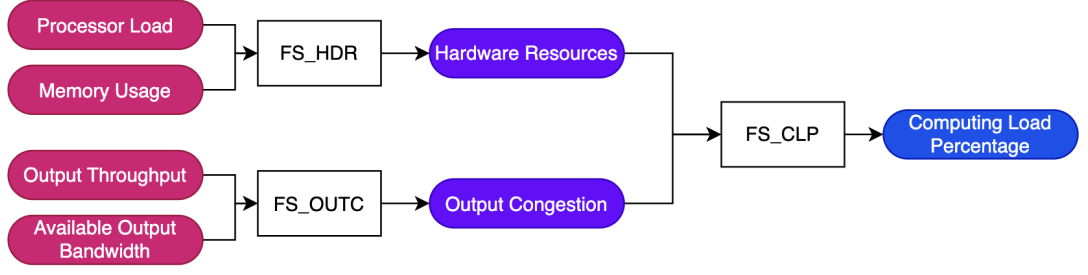 Processor Load
Memory Usage
FS_HDR
Hardware Resources
Output Throughput
Available Output
Bandwidth
FS_OUTC
Output Congestion
FS_CLP
Computing Load
Percentage